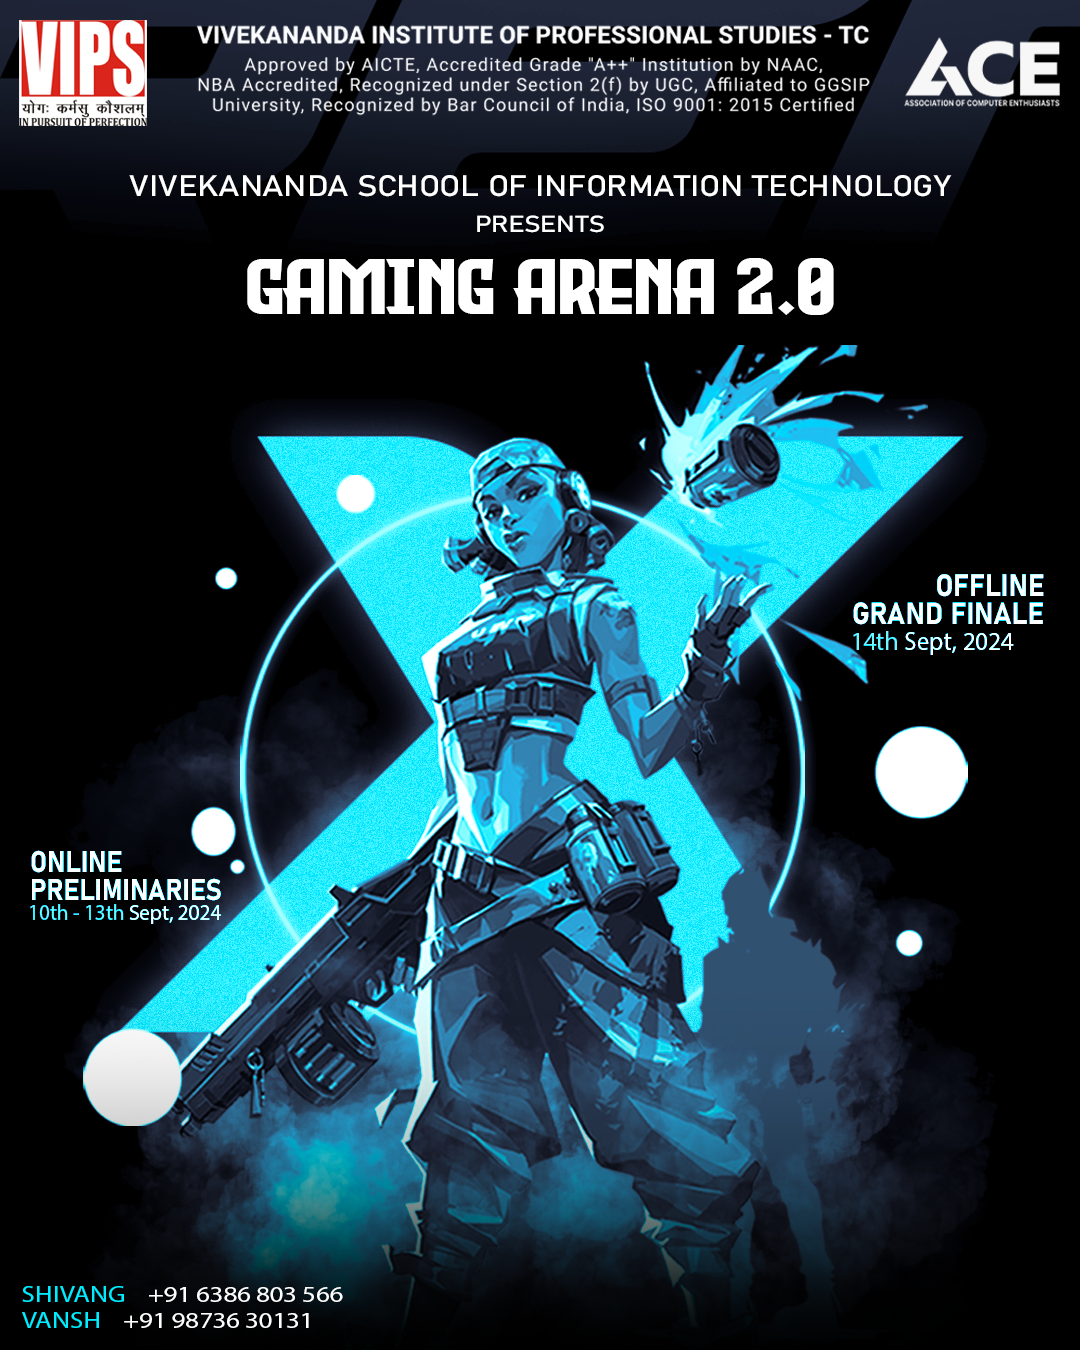 VIPS
योगः कर्मसु कौशलम्
IN PURSUIT OF PERFECTION
VIVEKANANDA INSTITUTE OF PROFESSIONAL STUDIES - TC
Approved by AICTE, Accredited Grade "A++" Institution by NAAC,
NBA Accredited, Recognized under Section 2(f) by UGC, Affiliated to GGSIP
University, Recognized by Bar Council of India, ISO 9001: 2015 Certified
ACE
ASSOCIATION OF COMPUTER ENTHUSIASTS
VIVEKANANDA SCHOOL OF INFORMATION TECHNOLOGY
PRESENTS
GAMING ARENA 2.0
OFFLINE
GRAND FINALE
14th Sept, 2024
ONLINE
PRELIMINARIES
10th - 13th Sept, 2024
SHIVANG +91 6386 803 566
VANSH +91 98736 30131